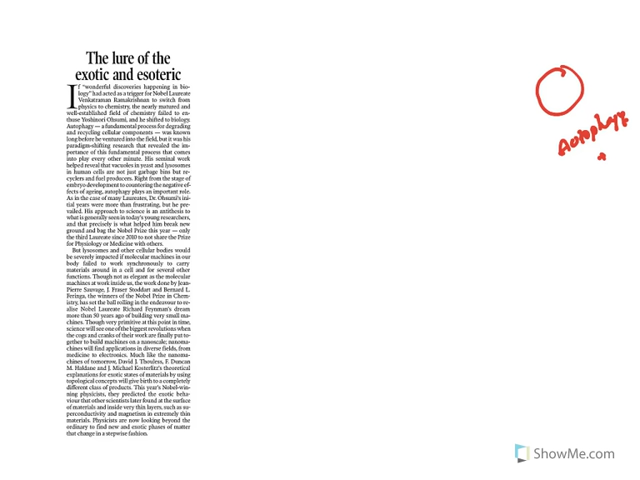 The lure of the
exotic and esoteric
If "wonderful discoveries happening in bio-
logy" had acted as a trigger for Nobel Laureate
Venkatraman Ramakrishnan to switch from
physics to chemistry, the nearly matured and
well-established field of chemistry failed to en-
thuse Yoshinori Ohsumi, and he shifted to biology.
Autophagy — a fundamental process for degrading
and recycling cellular components — was known
long before he ventured into the field, but it was his
paradigm-shifting research that revealed the im-
portance of this fundamental process that comes
into play every other minute. His seminal work
helped reveal that vacuoles in yeast and lysosomes
in human cells are not just garbage bins but re-
cyclers and fuel producers. Right from the stage of
embryo development to countering the negative ef-
fects of ageing, autophagy plays an important role.
As in the case of many Laureates, Dr. Ohsumi's ini-
tial years were more than frustrating, but he pre-
vailed. His approach to science is an antithesis to
what is generally seen in today's young researchers,
and that precisely is what helped him break new
ground and bag the Nobel Prize this year — only
the third Laureate since 2010 to not share the Prize
for Physiology or Medicine with others.
But lysosomes and other cellular bodies would
be severely impacted if molecular machines in our
body failed to work synchronously to carry
materials around in a cell and for several other
functions. Though not as elegant as the molecular
machines at work inside us, the work done by Jean-
Pierre Sauvage, J. Fraser Stoddart and Bernard L.
Feringa, the winners of the Nobel Prize in Chem-
istry, has set the ball rolling in the endeavour to re-
alise Nobel Laureate Richard Feynman's dream
more than 50 years ago of building very small ma-
chines. Though very primitive at this point in time,
science will see one of the biggest revolutions when
the cogs and cranks of their work are finally put to-
gether to build machines on a nanoscale; nanoma-
chines will find applications in diverse fields, from
medicine to electronics. Much like the nanoma-
chines of tomorrow, David J. Thouless, F. Duncan
M. Haldane and J. Michael Kosterlitz's theoretical
explanations for exotic states of materials by using
topological concepts will give birth to a completely
different class of products. This year's Nobel-win-
ning physicists, they predicted the exotic beha-
viour that other scientists later found at the surface
of materials and inside very thin layers, such as su-
perconductivity and magnetism in extremely thin
materials. Physicists are now looking beyond the
ordinary to find new and exotic phases of matter
that change in a stepwise fashion.
Autophagy
ShowMe.com